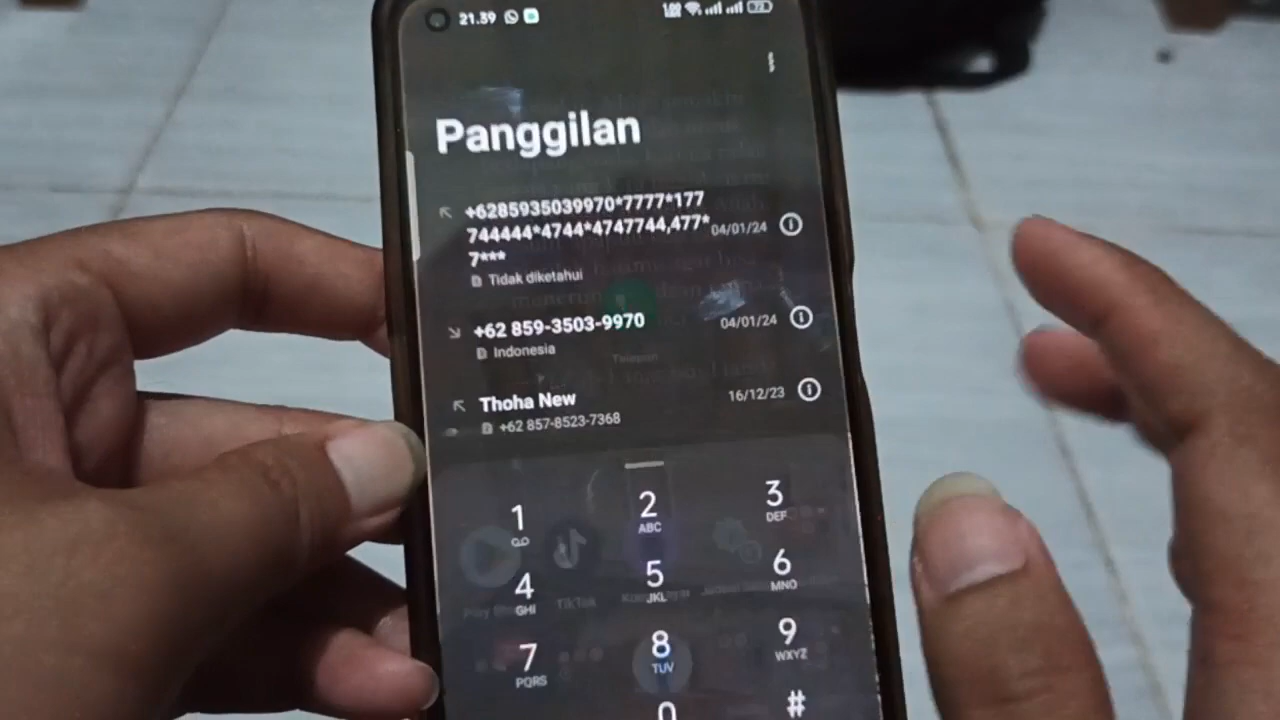 21.39
Panggilan
+6285935039970*7777*177
744444*4744*4747744,477*
7***
04/01/24
Tidak diketahui
+62 859-3503-9970
04/01/24
Indonesia
Thoha New
16/12/23
+62 857-8523-7368
1
2 ABC
3 DEF
4 GHI
5 JKL
6 MNO
7 PQRS
8 TUV
9 WXYZ
0
#
TikTok